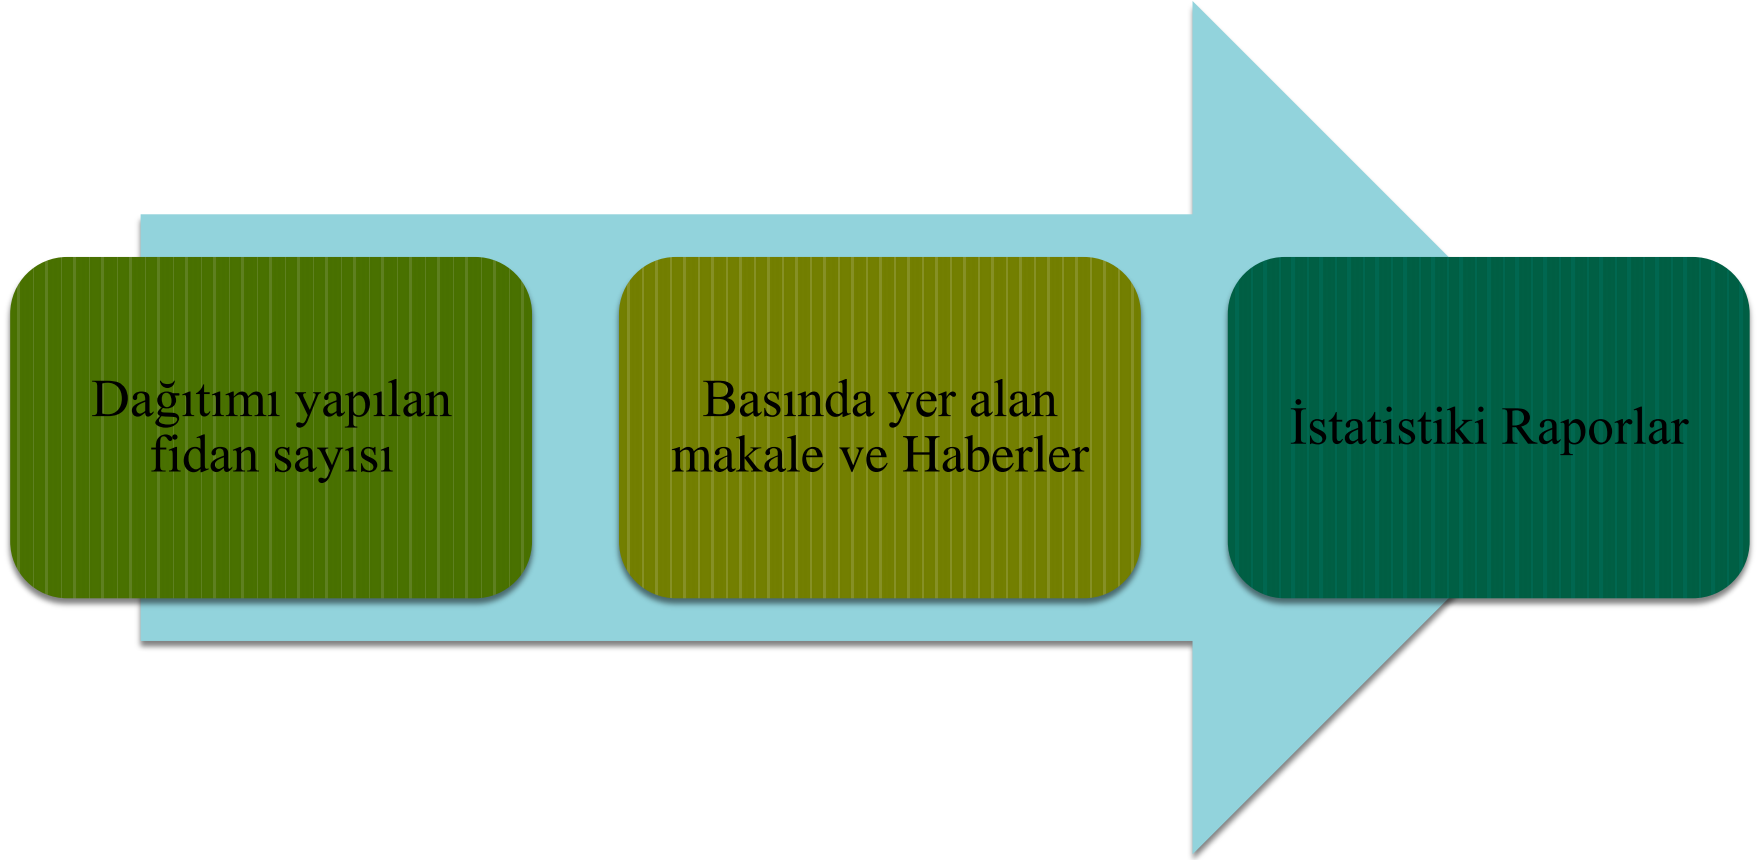 Dağıtımı yapılan
fidan sayısı
Basında yer alan
makale ve Haberler
İstatistiki Raporlar